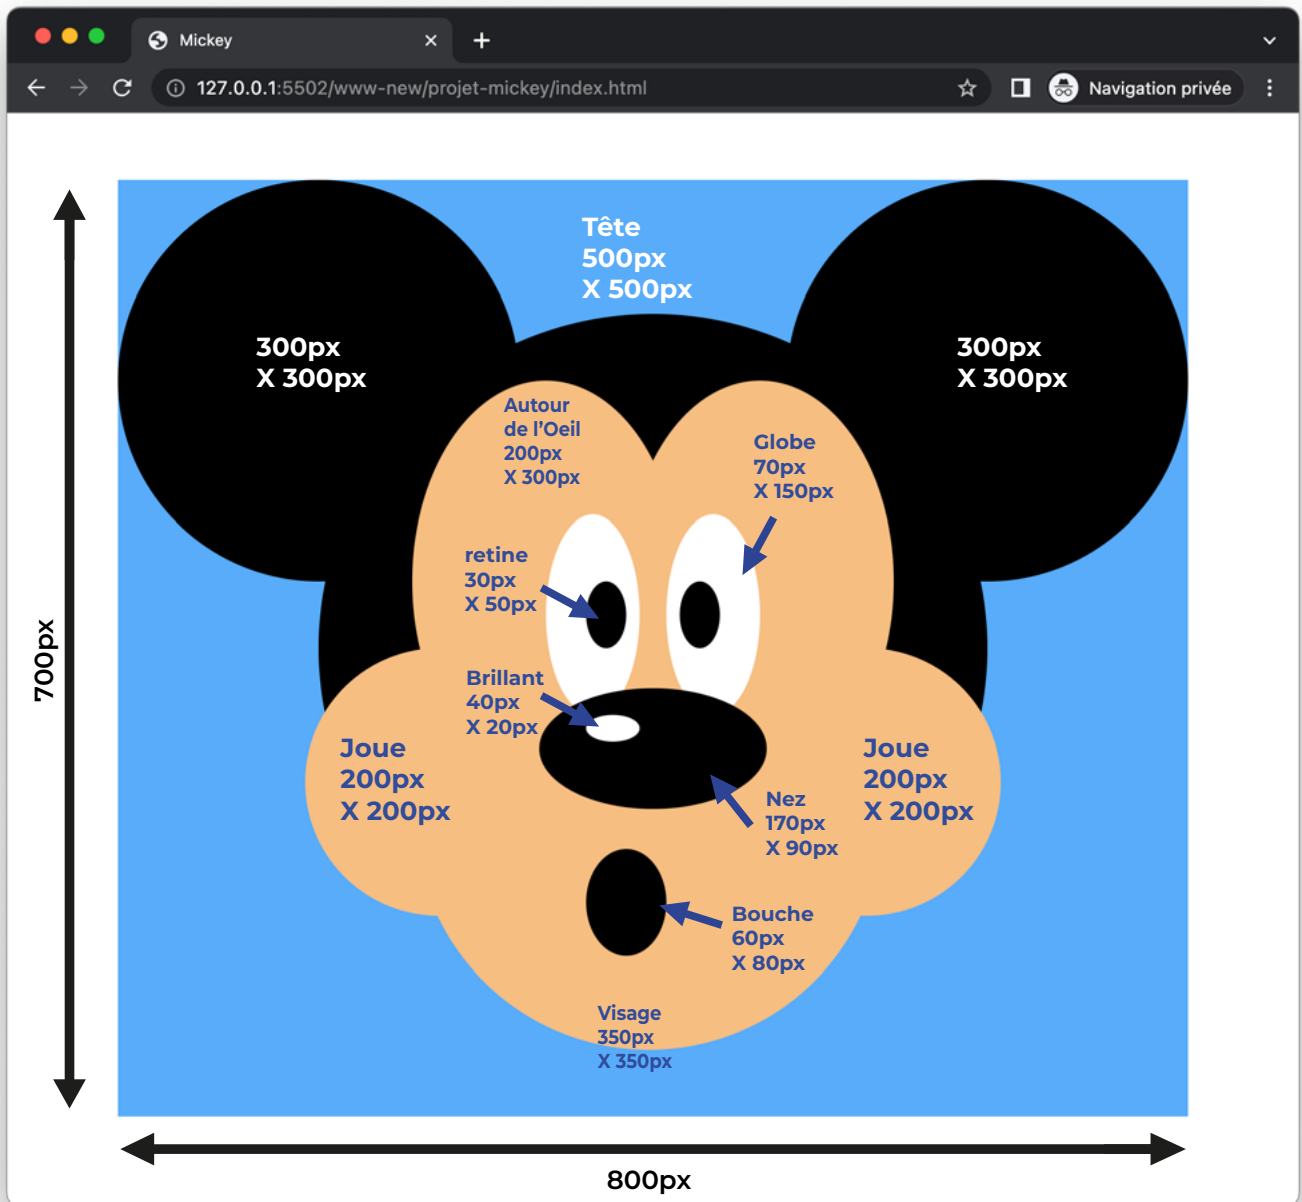 Mickey
127.0.0.1:5502/www-new/projet-mickey/index.html
Navigation privée
Tête
500px
X 500px
300px
X 300px
300px
X 300px
Autour
de l'Oeil
200px
X 300px
Globe
70px
X 150px
retine
30px
X 50px
Brillant
40px
X 20px
Joue
200px
X 200px
Joue
200px
X 200px
Nez
170px
X 90px
Bouche
60px
X 80px
Visage
350px
X 350px
700px
800px